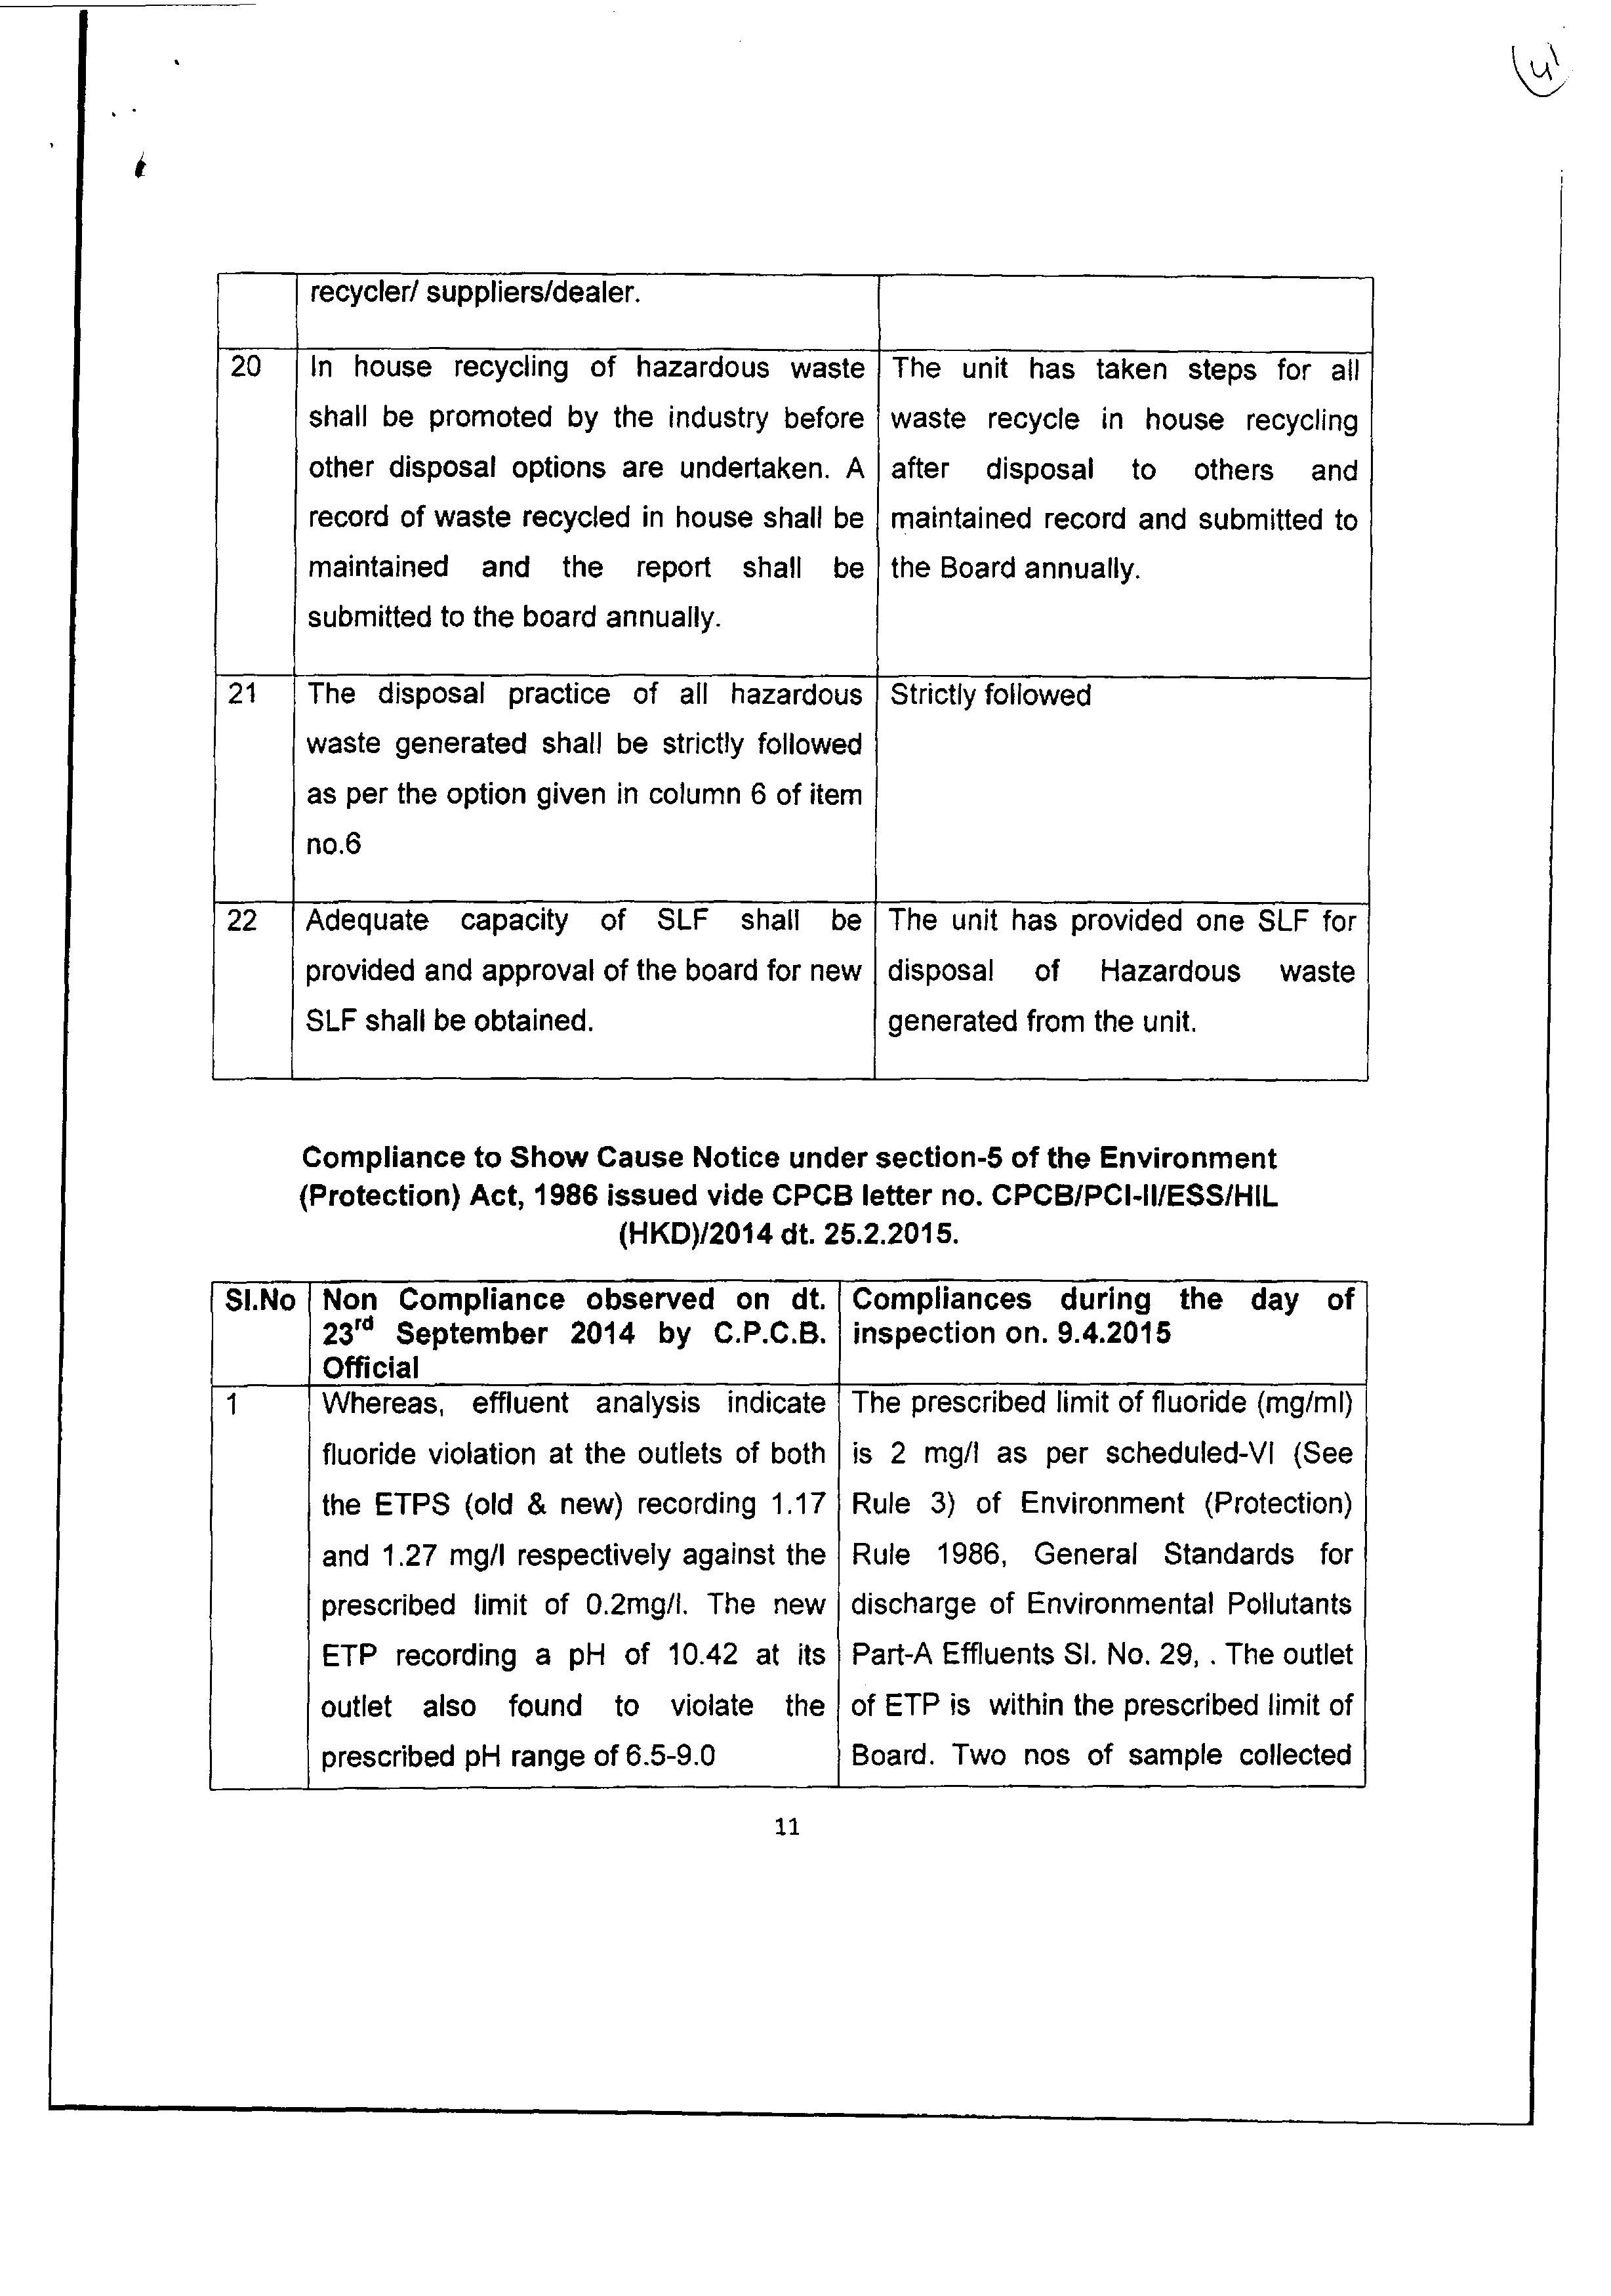 41
recycler/ suppliers/dealer.
20 In house recycling of hazardous waste
shall be promoted by the industry before
other disposal options are undertaken. A
record of waste recycled in house shall be
maintained and the report shall be
submitted to the board annually.
The unit has taken steps for all
waste recycle in house recycling
after disposal to others and
maintained record and submitted to
the Board annually.
21 The disposal practice of all hazardous
waste generated shall be strictly followed
as per the option given in column 6 of item
no.6
Strictly followed
22 Adequate capacity of SLF shall be
provided and approval of the board for new
SLF shall be obtained.
The unit has provided one SLF for
disposal of Hazardous waste
generated from the unit.
Compliance to Show Cause Notice under section-5 of the Environment
(Protection) Act, 1986 issued vide CPCB letter no. CPCB/PCI-II/ESS/HIL
(HKD)/2014 dt. 25.2.2015.
Sl.No Non Compliance observed on dt.
23rd September 2014 by C.P.C.B.
Official
Compliances during the day of
inspection on. 9.4.2015
1 Whereas, effluent analysis indicate
fluoride violation at the outlets of both
the ETPS (old & new) recording 1.17
and 1.27 mg/l respectively against the
prescribed limit of 0.2mg/l. The new
ETP recording a pH of 10.42 at its
outlet also found to violate the
prescribed pH range of 6.5-9.0
The prescribed limit of fluoride (mg/ml)
is 2 mg/l as per scheduled-VI (See
Rule 3) of Environment (Protection)
Rule 1986, General Standards for
discharge of Environmental Pollutants
Part-A Effluents Sl. No. 29, . The outlet
of ETP is within the prescribed limit of
Board. Two nos of sample collected
11